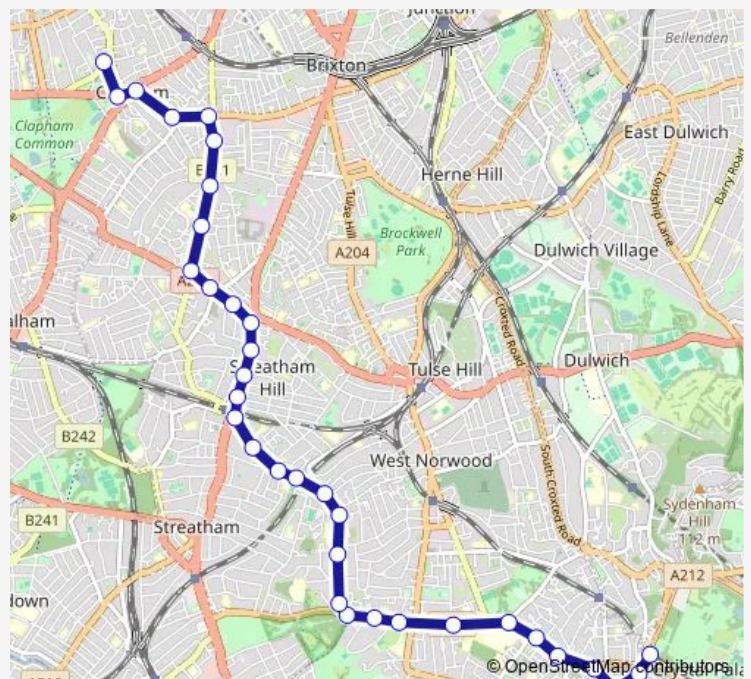 Junction
Bellenden
Brixton
Clapham
Common
East Dulwich
Herne Hill
Barry Road
Lordship Lane
Tulse Hill
Brockwell
Park
A204
Dulwich Village
Croxted Road
Hill
Tulse Hill
Dulwich
B242
West Norwood
South Croxted Road
Sydenham
Hill
112 m
B241
Streatham
A212
© OpenStreetMap contributors